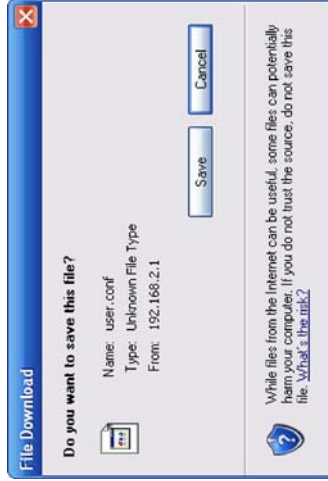 File Download
Do you want to save this file?
Name: user.conf
Type: Unknown File Type
From: 192.168.2.1
Save Cancel
While files from the Internet can be useful, some files can potentially
harm your computer. If you do not trust the source, do not save this
file. What's the risk?